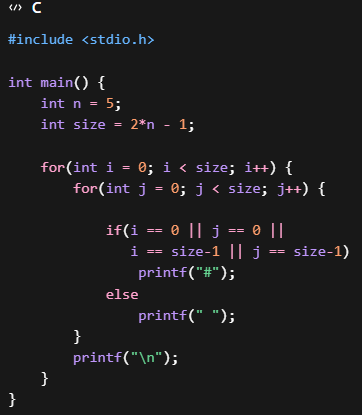 </> C
#include <stdio.h>
int main() {
    int n = 5;
    int size = 2*n - 1;
    for(int i = 0; i < size; i++) {
        for(int j = 0; j < size; j++) {
            if(i == 0 || j == 0 ||
               i == size-1 || j == size-1)
                printf("#");
            else
                printf(" ");
        }
        printf("\n");
    }
}